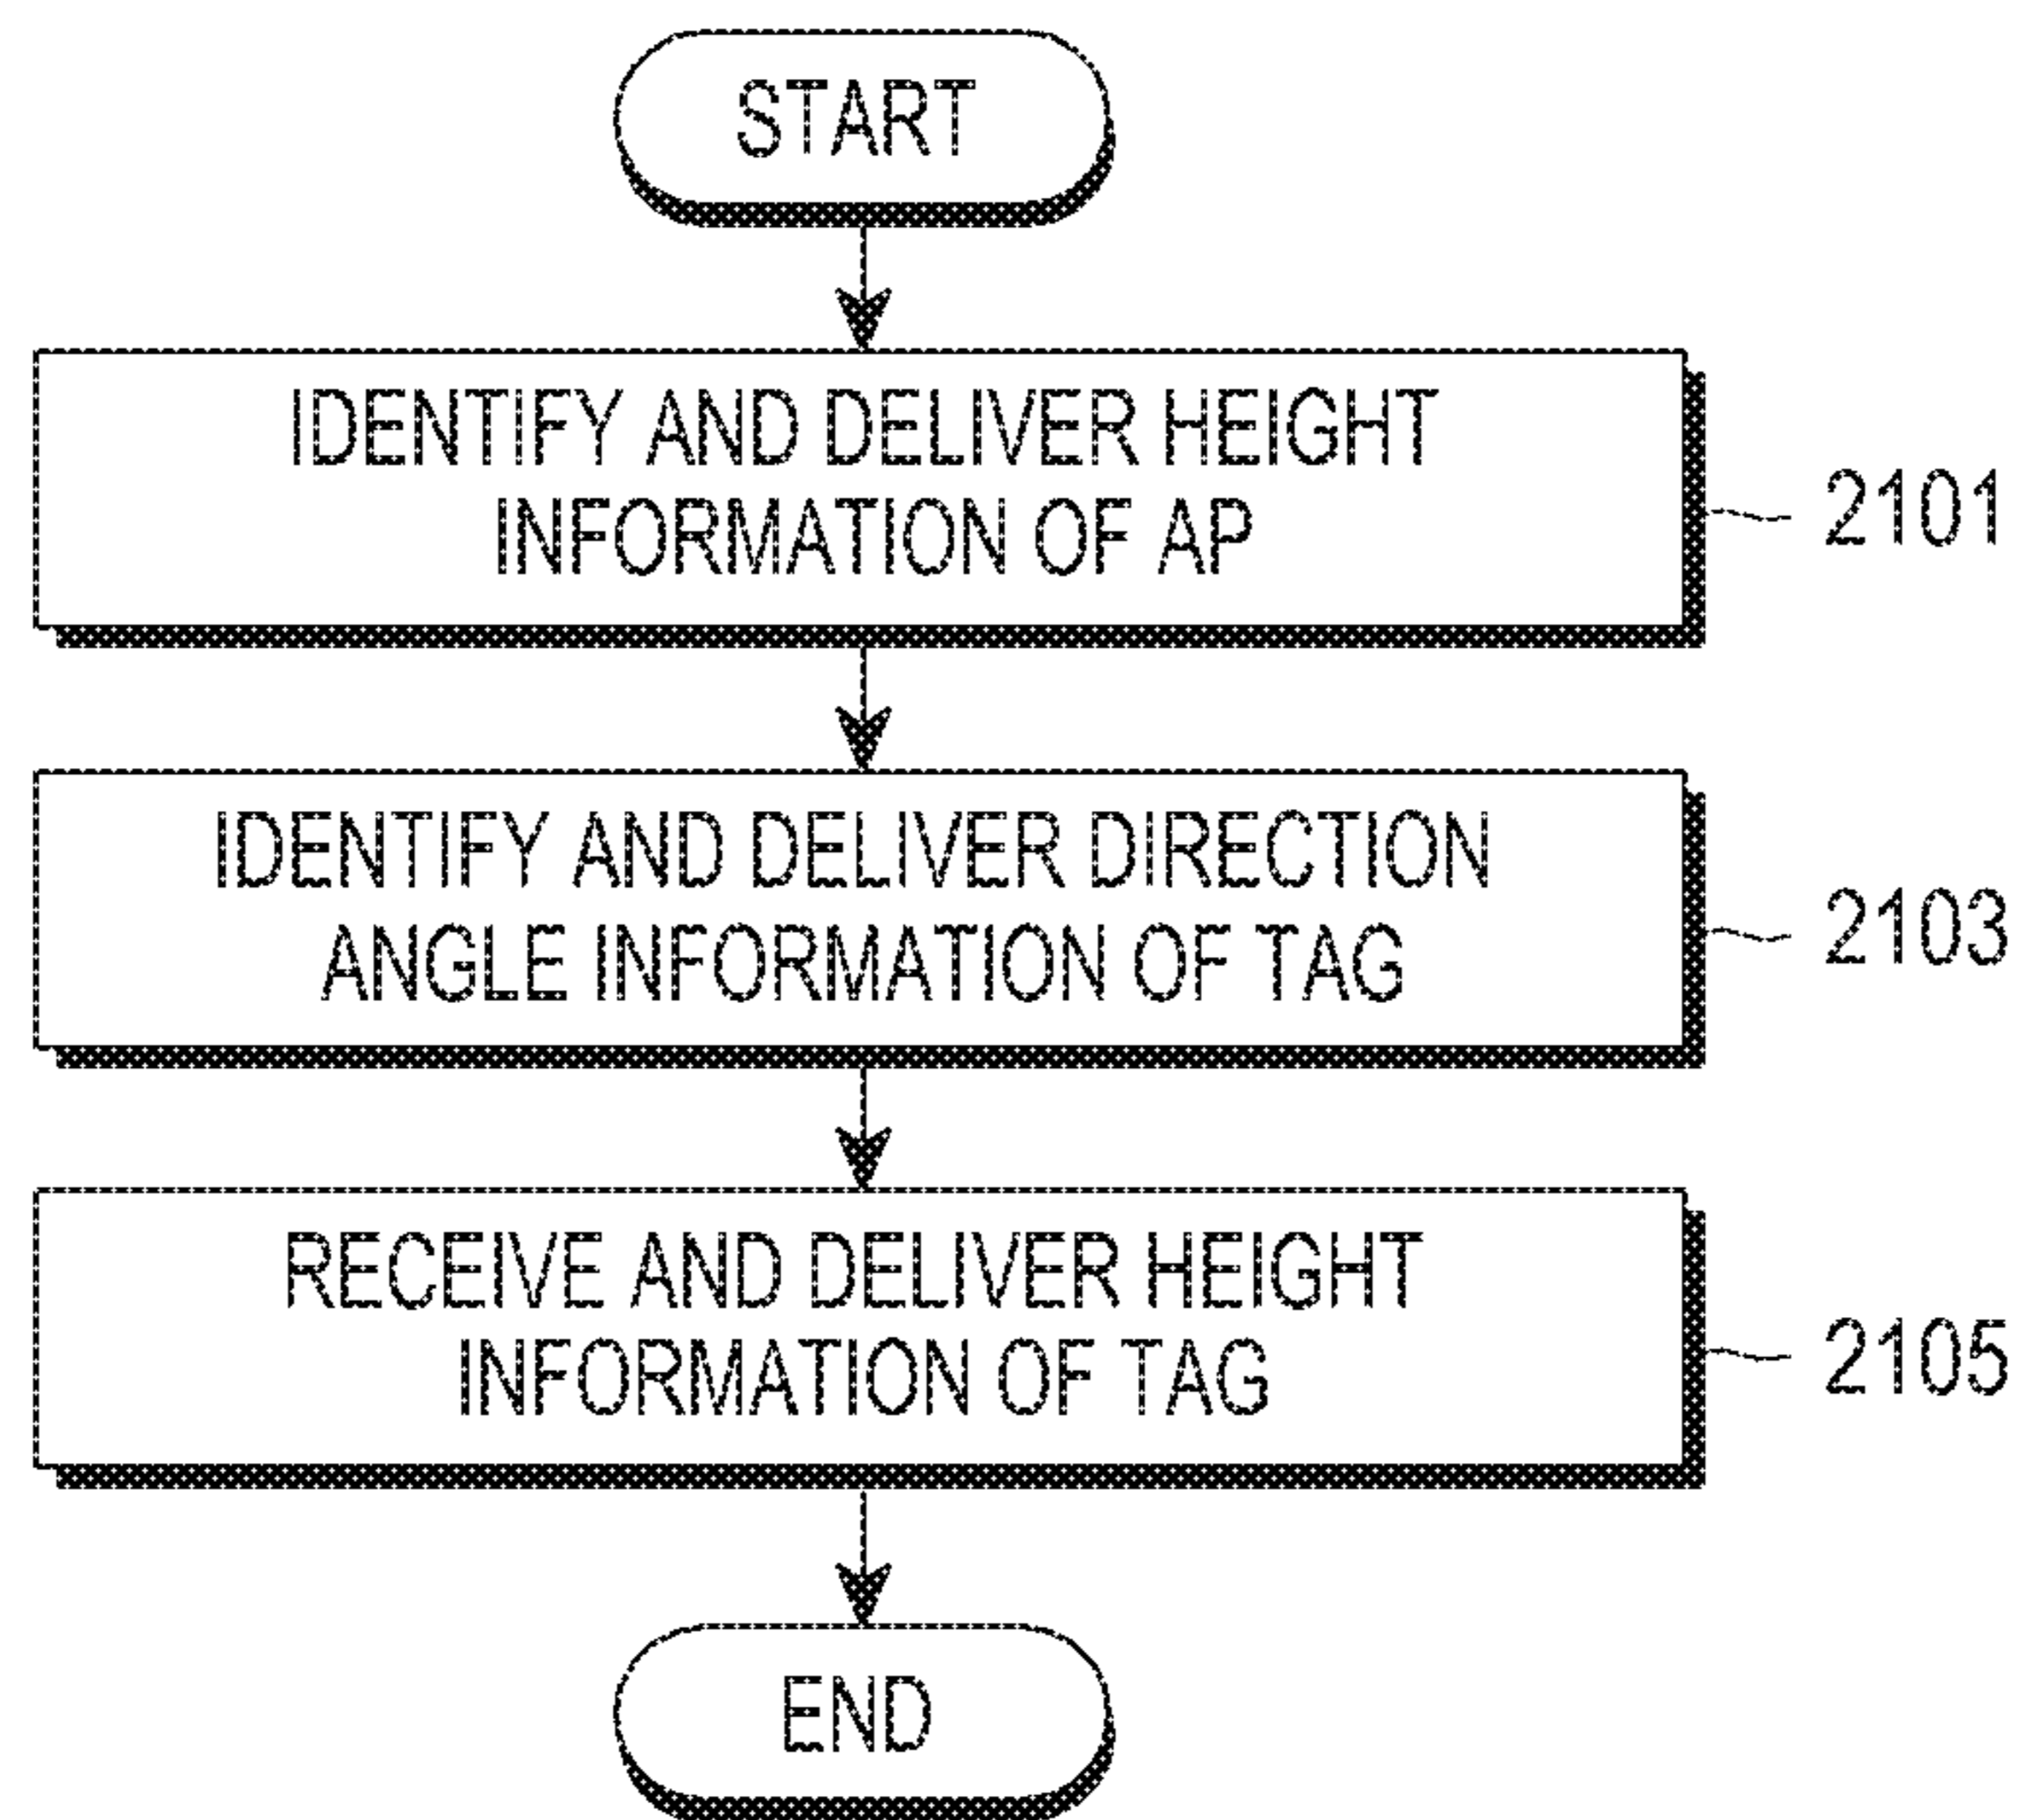 START
IDENTIFY AND DELIVER HEIGHT
INFORMATION OF AP
2101
IDENTIFY AND DELIVER DIRECTION
ANGLE INFORMATION OF TAG
2103
RECEIVE AND DELIVER HEIGHT
INFORMATION OF TAG
2105
END